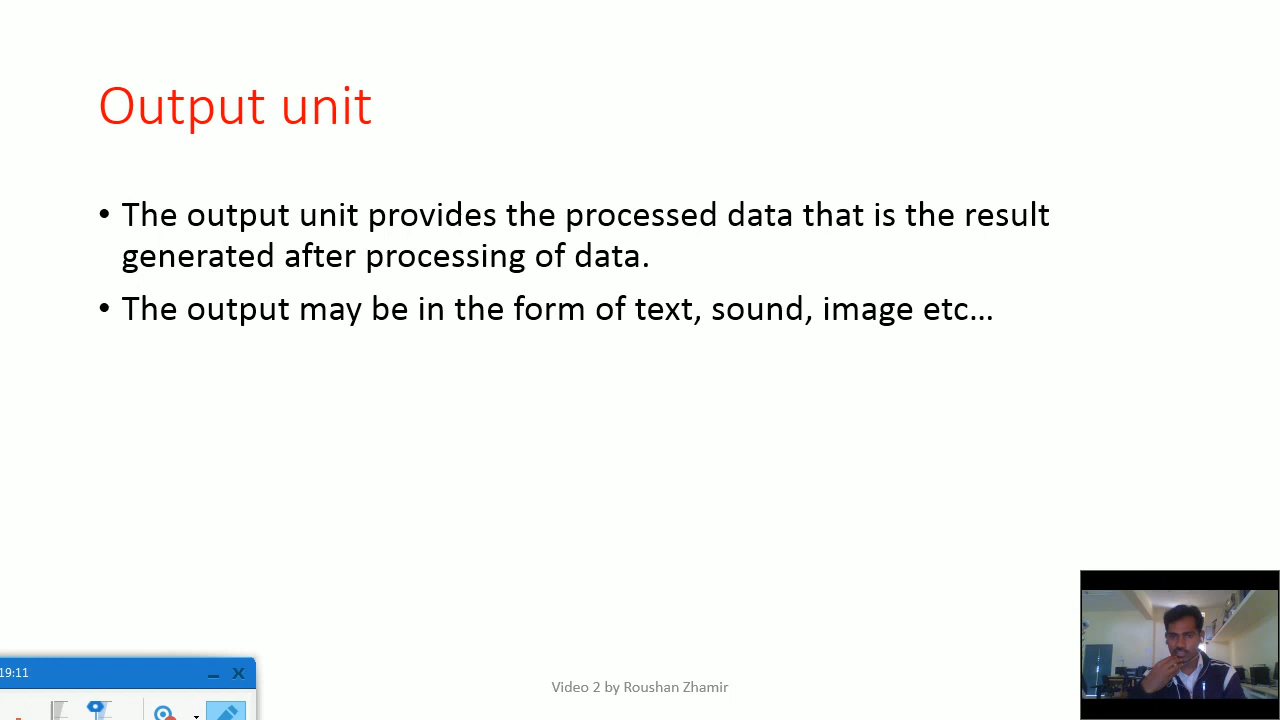 Output unit
• The output unit provides the processed data that is the result
generated after processing of data.
• The output may be in the form of text, sound, image etc...
19:11
Video 2 by Roushan Zhamir